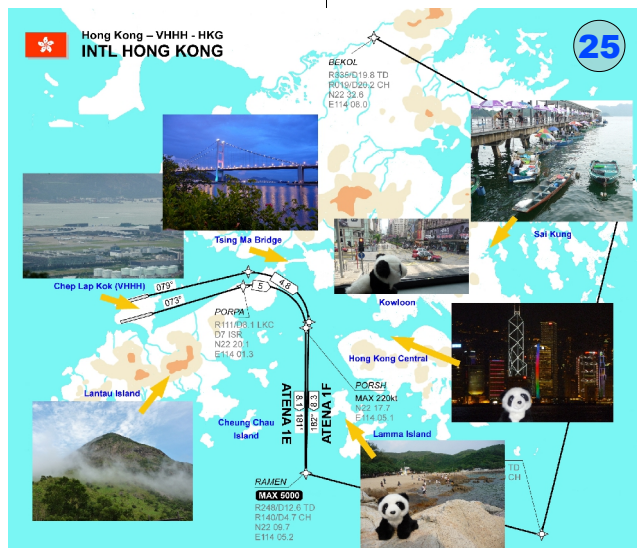 Hong Kong – VHHH - HKG
INTL HONG KONG
25
BEKOL
R338/D19.8 TD
R019/D20.2 CH
N22 32.6
E114 08.0
Tsing Ma Bridge
Sai Kung
Chep Lap Kok (VHHH)
079°
073°
5
4.8
Kowloon
PORPA
R111/D3.1 LKC
D7 ISR
N22 20.1
E114 01.3
Hong Kong Central
Lantau Island
PORSH
MAX 220kt
N22 17.7
E114 05.1
ATENA 1E
8.1
181°
8.3
182°
ATENA 1F
Cheung Chau
Island
Lamma Island
RAMEN
MAX 5000
R248/D12.6 TD
R140/D4.7 CH
N22 09.7
E114 05.2
TD
CH